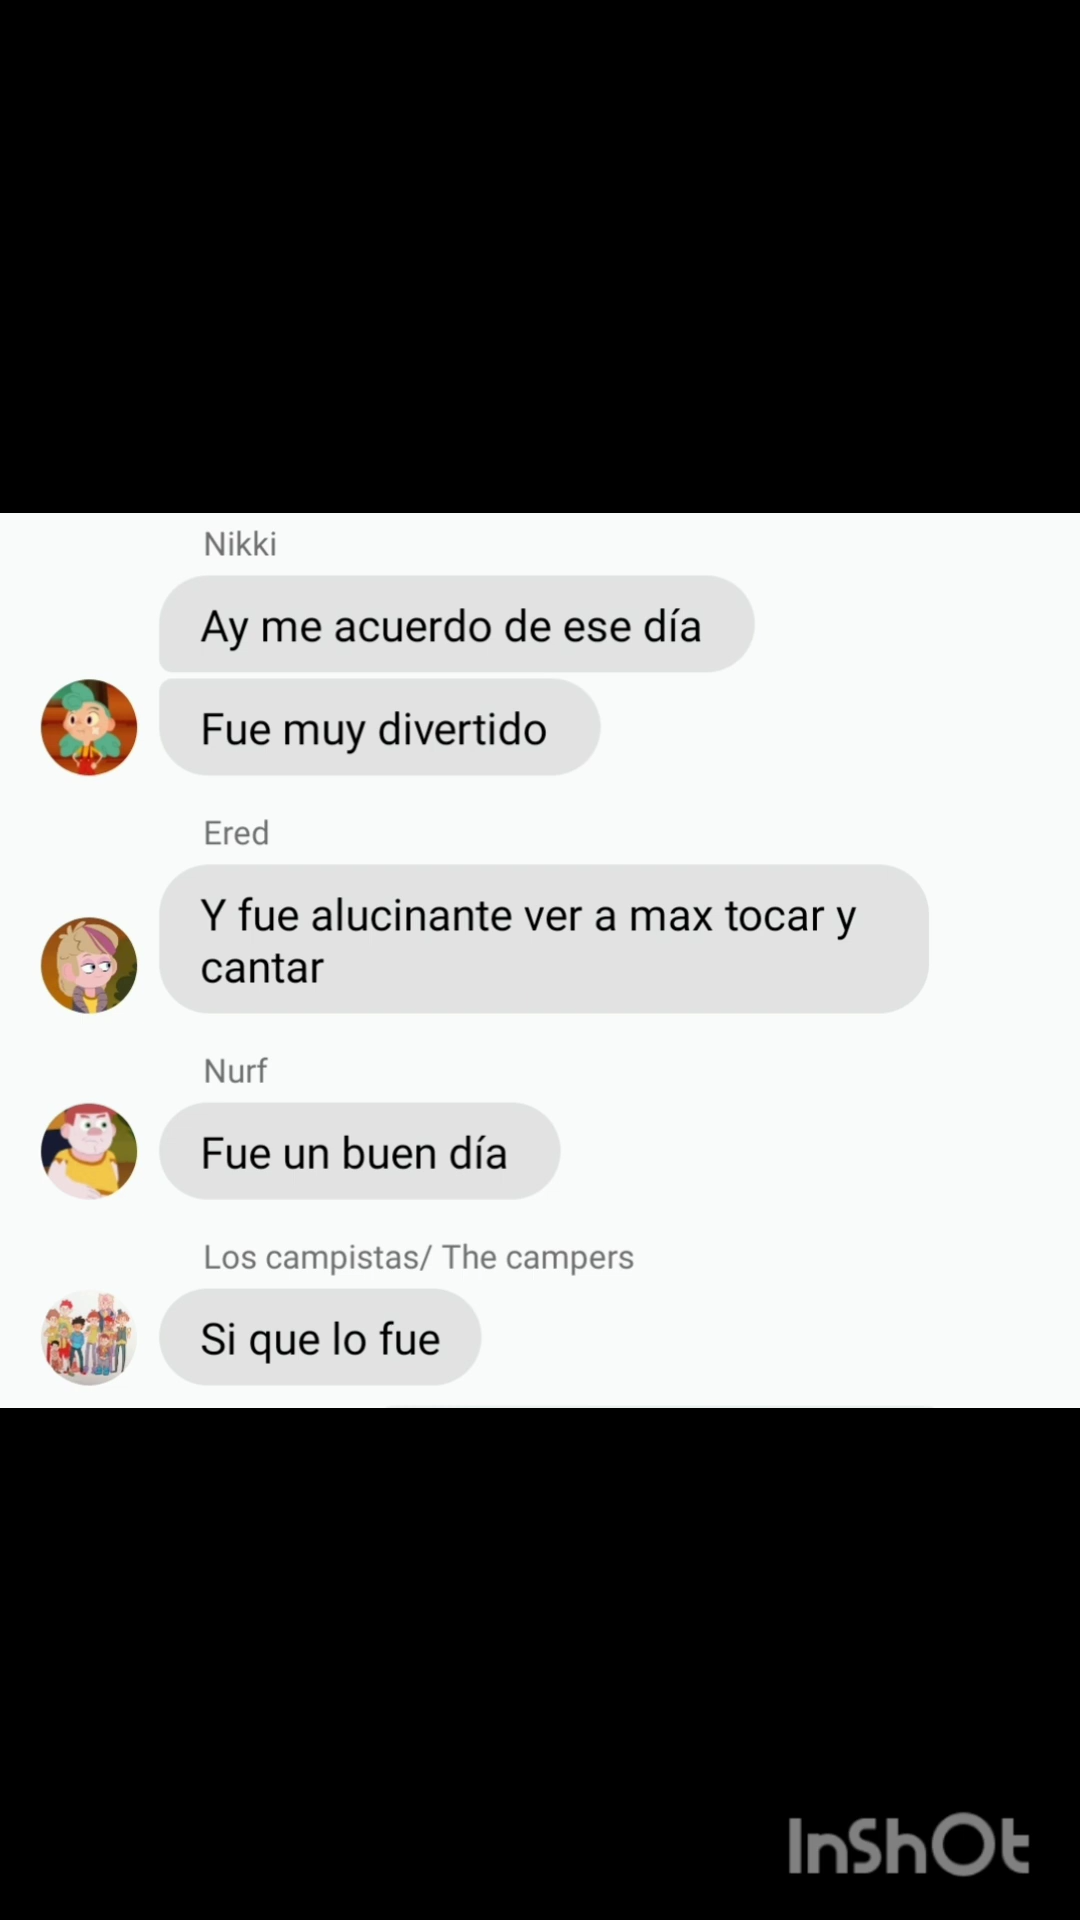 Nikki
Ay me acuerdo de ese día
Fue muy divertido
Ered
Y fue alucinante ver a max tocar y
cantar
Nurf
Fue un buen día
Los campistas/ The campers
Si que lo fue
InShOt